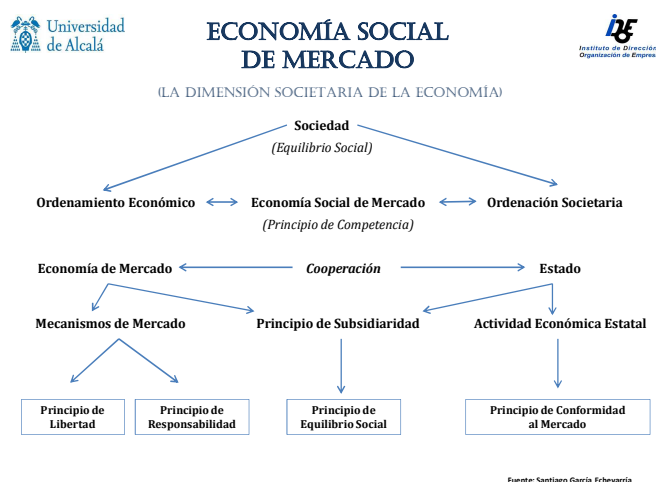 Universidad
de Alcalá
ECONOMÍA SOCIAL
DE MERCADO
Instituto de Dirección
Organización de Empres
(LA DIMENSIÓN SOCIETARIA DE LA ECONOMÍA)
Sociedad
(Equilibrio Social)
Ordenamiento Económico
Economía Social de Mercado
Ordenación Societaria
(Principio de Competencia)
Economía de Mercado
Cooperación
Estado
Mecanismos de Mercado
Principio de Subsidiaridad
Actividad Económica Estatal
Principio de
Libertad
Principio de
Responsabilidad
Principio de
Equilibrio Social
Principio de Conformidad
al Mercado
Fuente: Santiago García Echevarría